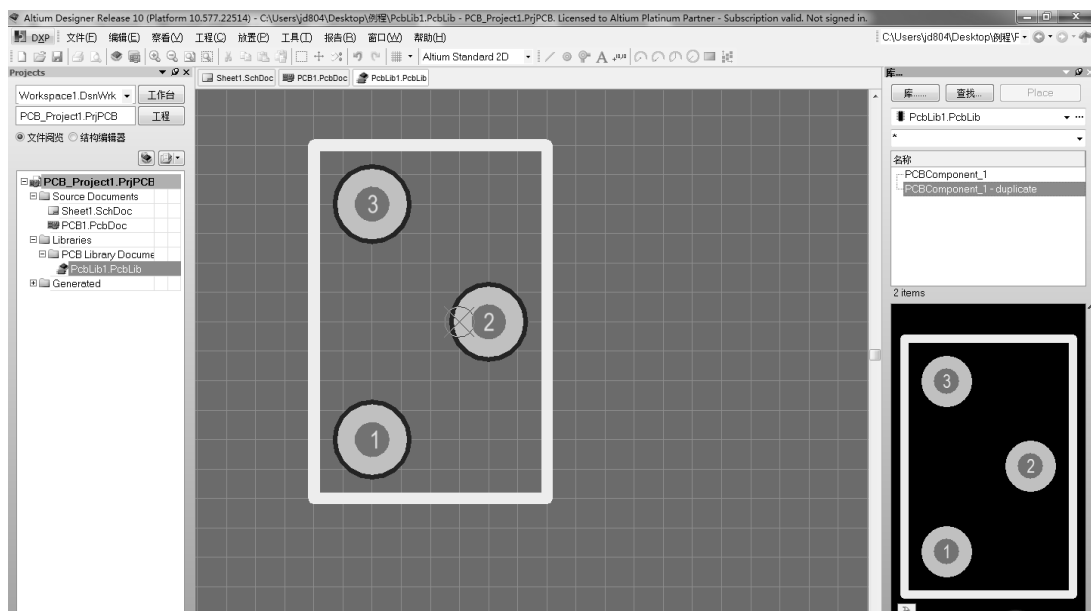 Altium Designer Release 10 (Platform 10.577.22514) - C:\Users\jd804\Desktop\例程\PcbLib1.PcbLib - PCB_Project1.PrjPCB. Licensed to Altium Platinum Partner - Subscription valid. Not signed in.
DXP 文件(F) 编辑(E) 察看(V) 工程(C) 放置(P) 工具(T) 报告(R) 窗口(W) 帮助(H) C:\Users\jd804\Desktop\例程\F
Altium Standard 2D
Projects
Workspace1.DsnWrk 工作台
PCB_Project1.PrjPCB 工程
文件阅览 结构编辑器
PCB_Project1.PrjPCB
Source Documents
Sheet1.SchDoc
PCB1.PcbDoc
Libraries
PCB Library Docume
PcbLib1.PcbLib
Generated
Sheet1.SchDoc PCB1.PcbDoc PcbLib1.PcbLib
3
2
1
库...
库...... 查找... Place
PcbLib1.PcbLib
*
名称
PCBComponent_1
PCBComponent_1 - duplicate
2 items
3
2
1